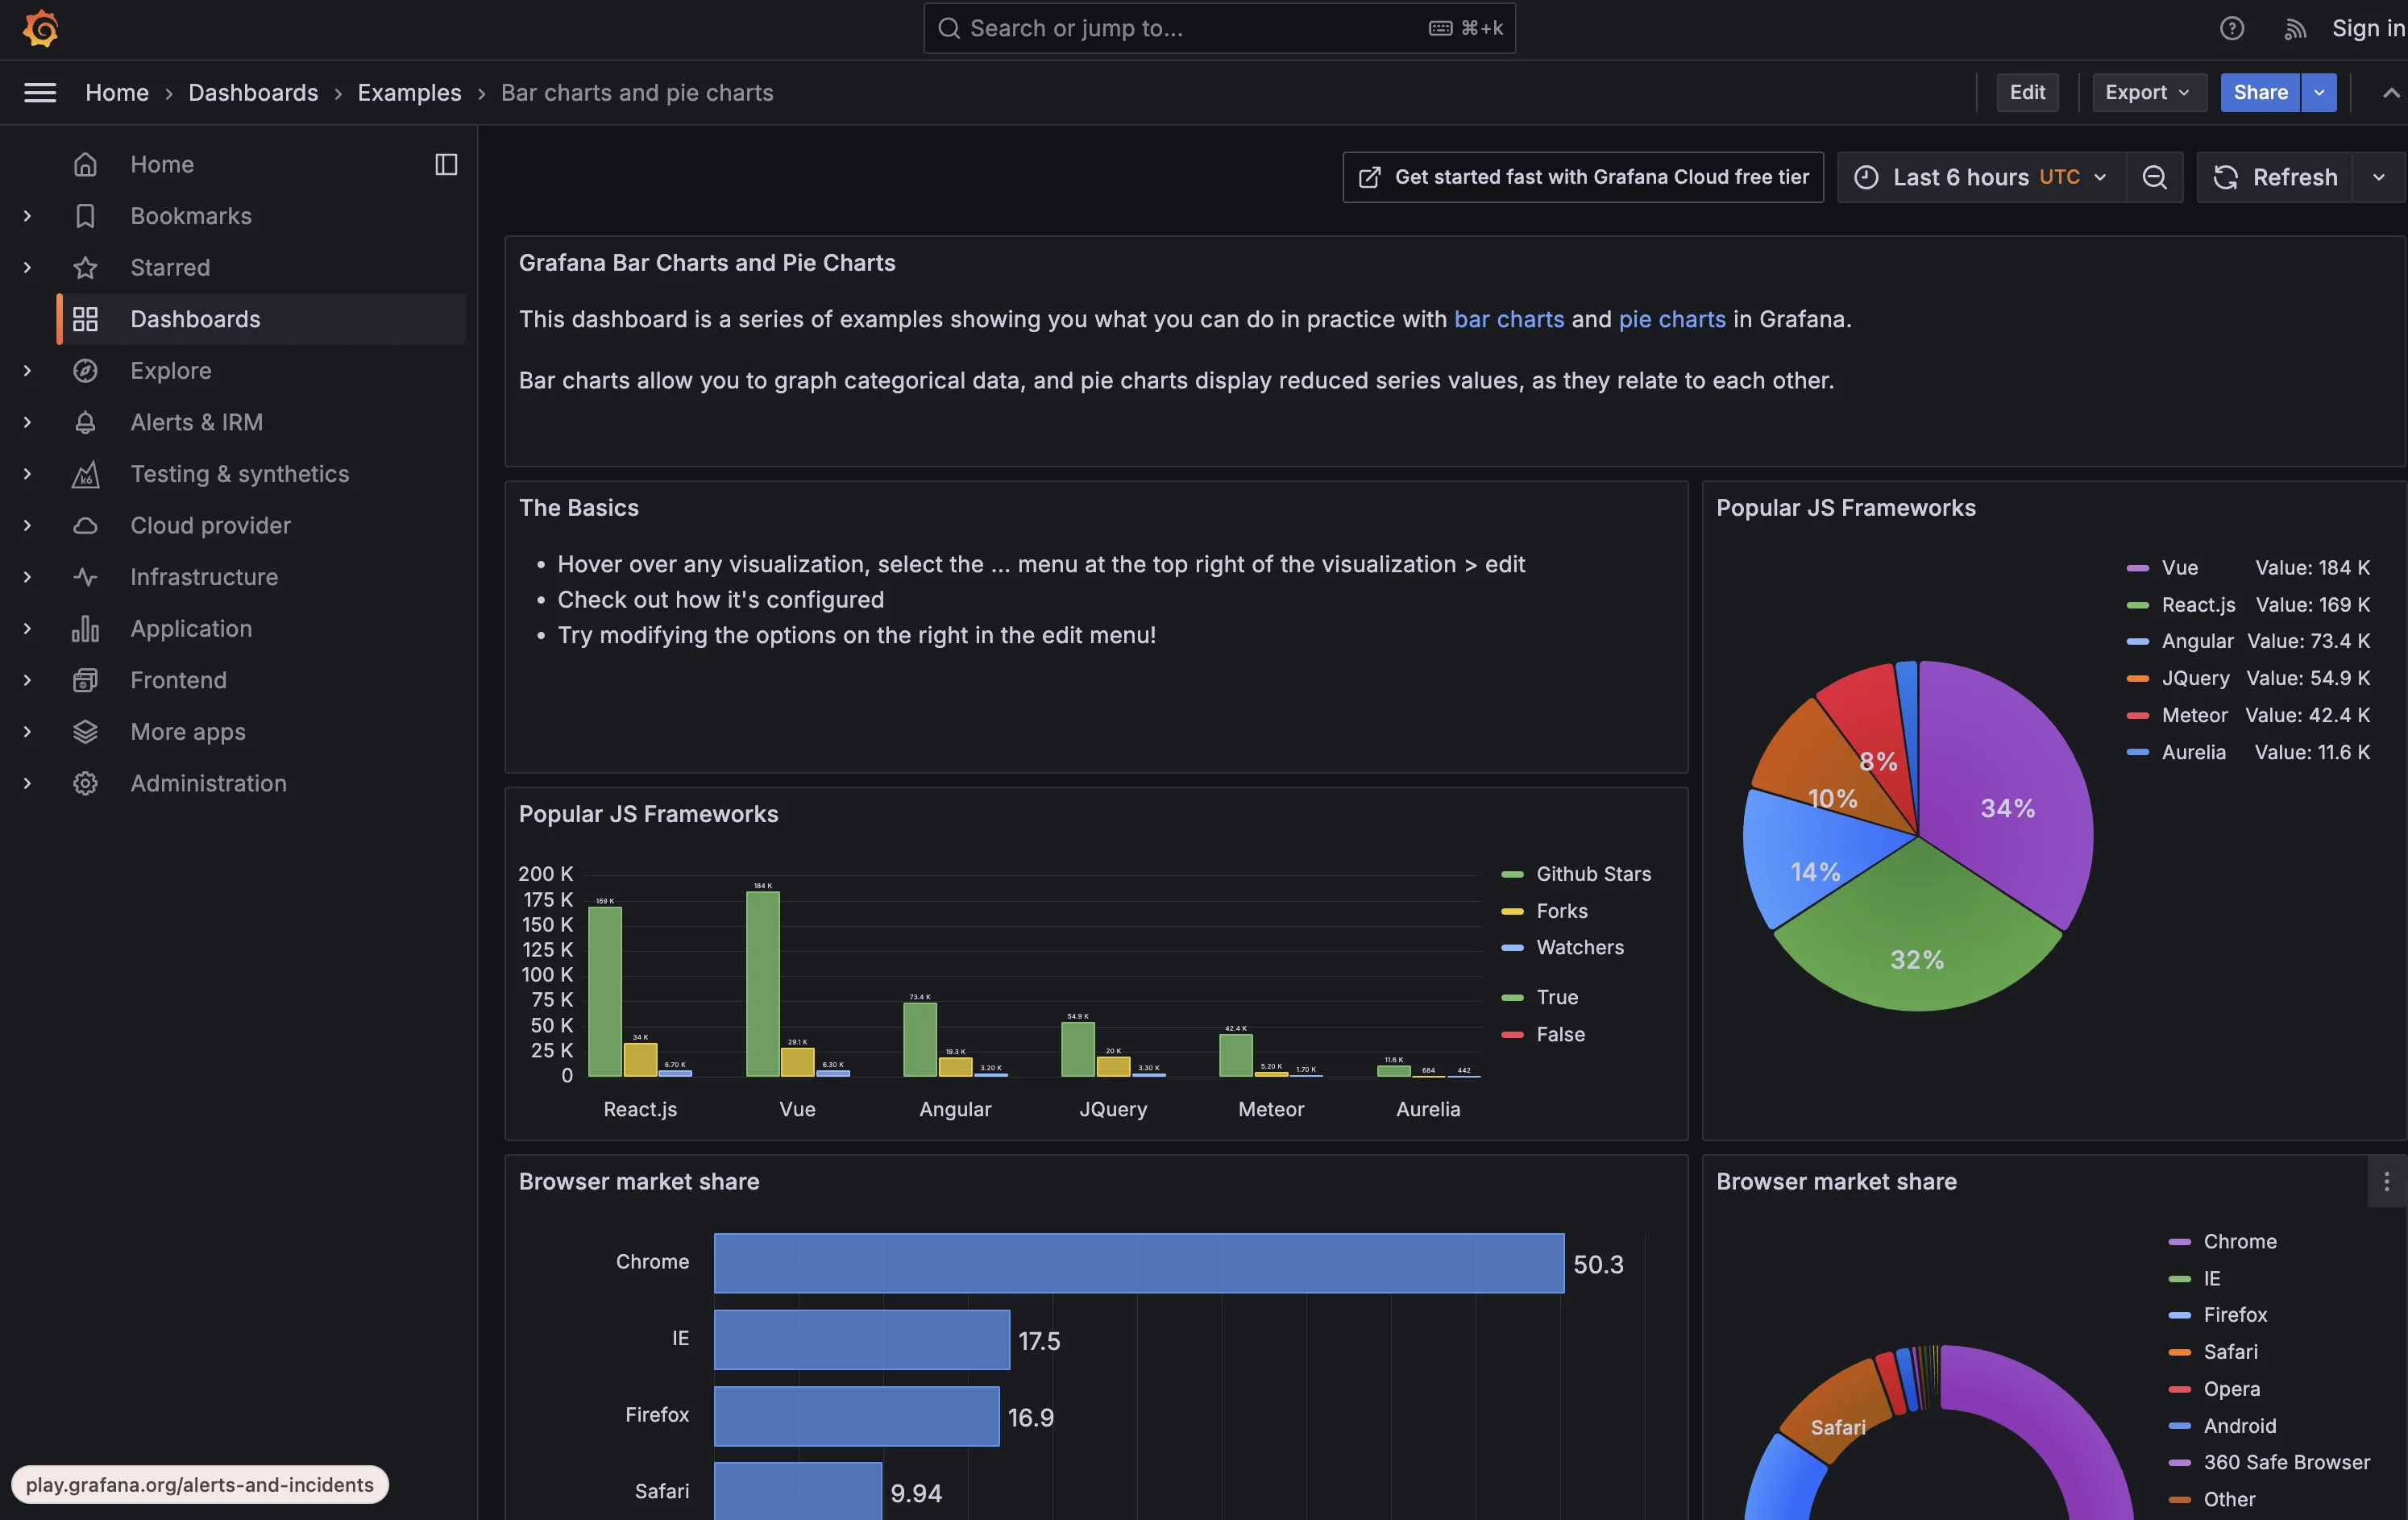 Search or jump to...
⌘+k
Sign in
Home › Dashboards › Examples › Bar charts and pie charts
Edit
Export
Share
Home
Bookmarks
Starred
Dashboards
Explore
Alerts & IRM
Testing & synthetics
Cloud provider
Infrastructure
Application
Frontend
More apps
Administration
play.grafana.org/alerts-and-incidents
Get started fast with Grafana Cloud free tier
Last 6 hours UTC
Refresh
Grafana Bar Charts and Pie Charts
This dashboard is a series of examples showing you what you can do in practice with bar charts and pie charts in Grafana.
Bar charts allow you to graph categorical data, and pie charts display reduced series values, as they relate to each other.
The Basics
• Hover over any visualization, select the ... menu at the top right of the visualization > edit
• Check out how it's configured
• Try modifying the options on the right in the edit menu!
Popular JS Frameworks
Vue Value: 184 K
React.js Value: 169 K
Angular Value: 73.4 K
JQuery Value: 54.9 K
Meteor Value: 42.4 K
Aurelia Value: 11.6 K
34%
32%
14%
10%
8%
Popular JS Frameworks
200 K
175 K
150 K
125 K
100 K
75 K
50 K
25 K
0
169 K
34 K
6.70 K
184 K
29.1 K
6.30 K
73.4 K
19.3 K
3.20 K
54.9 K
20 K
3.30 K
42.4 K
5.20 K
1.70 K
11.6 K
684
442
React.js
Vue
Angular
JQuery
Meteor
Aurelia
Github Stars
Forks
Watchers
True
False
Browser market share
Chrome 50.3
IE 17.5
Firefox 16.9
Safari 9.94
Browser market share
Safari
Chrome
IE
Firefox
Safari
Opera
Android
360 Safe Browser
Other